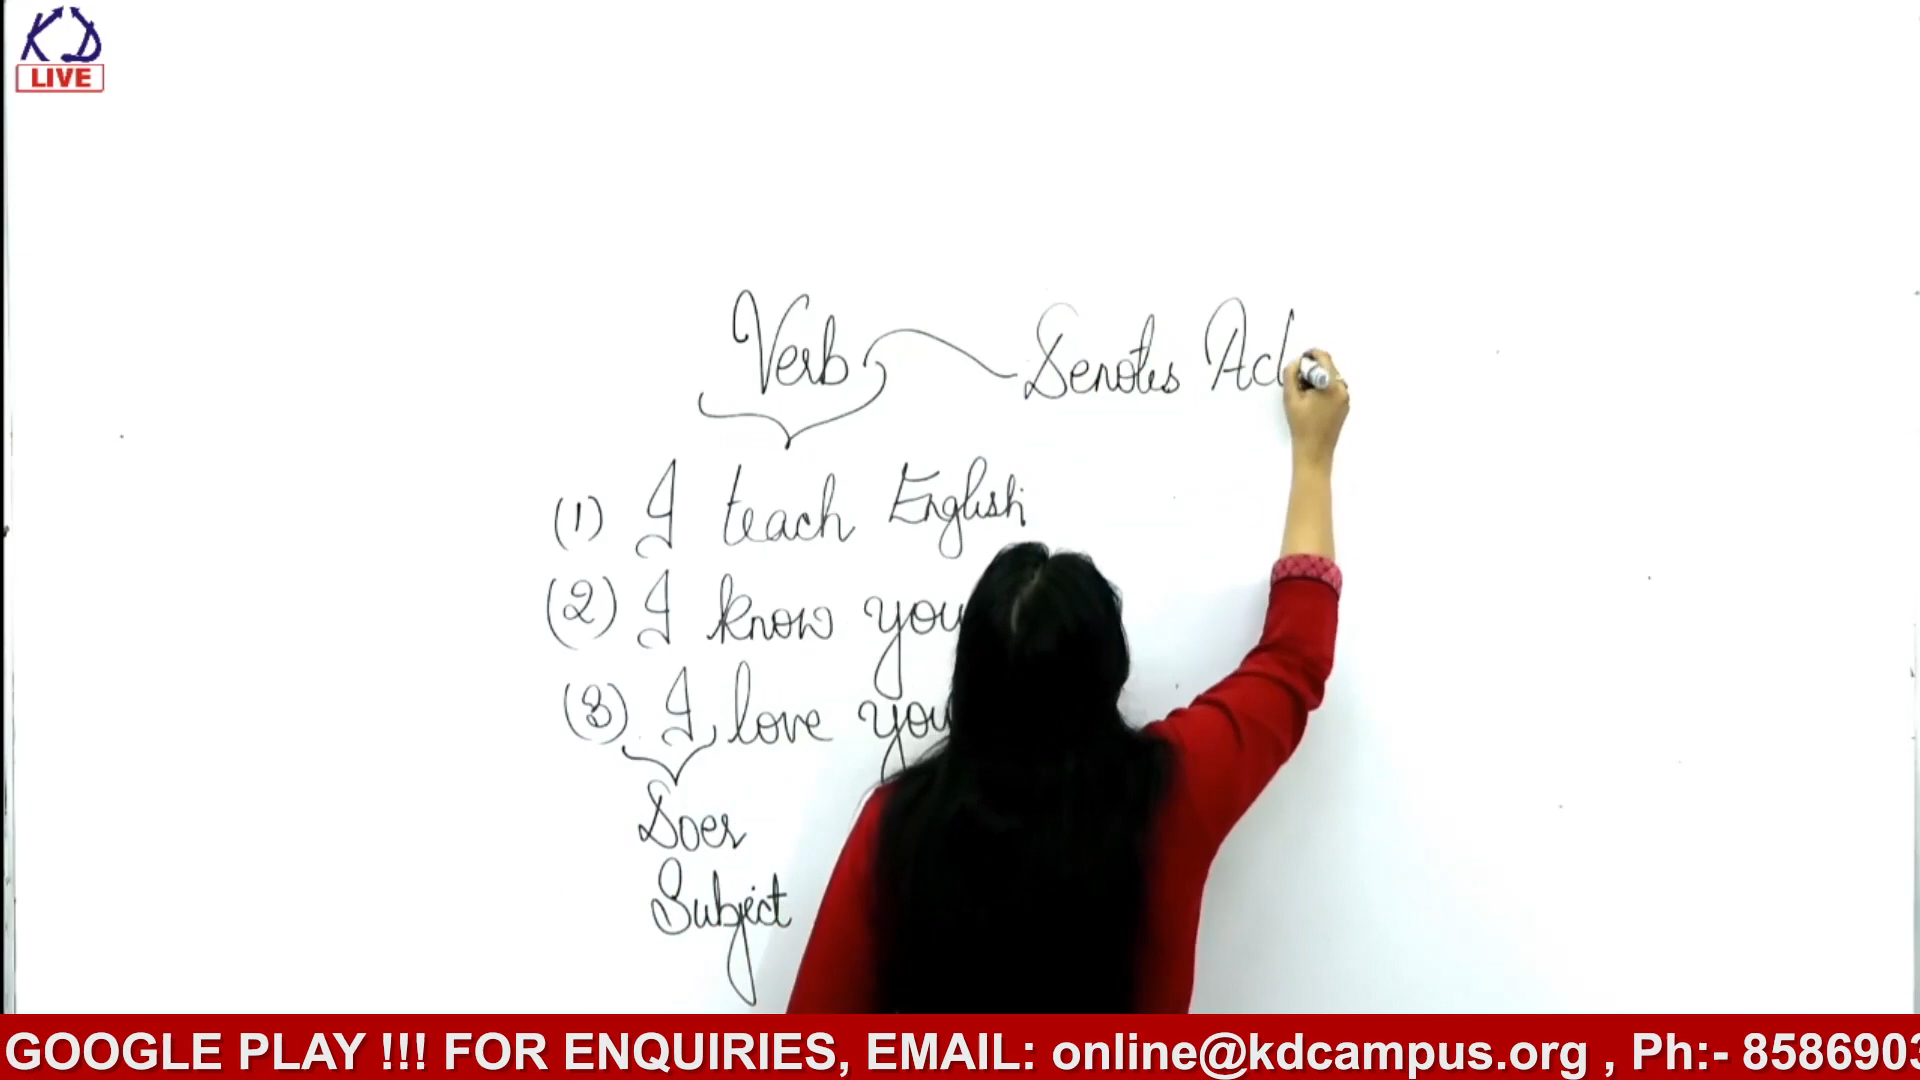 KD
LIVE
Verb Denotes Act
(1) I teach English
(2) I know you
(3) I love you
Doer
Subject
GOOGLE PLAY !!! FOR ENQUIRIES, EMAIL: online@kdcampus.org , Ph:- 8586903